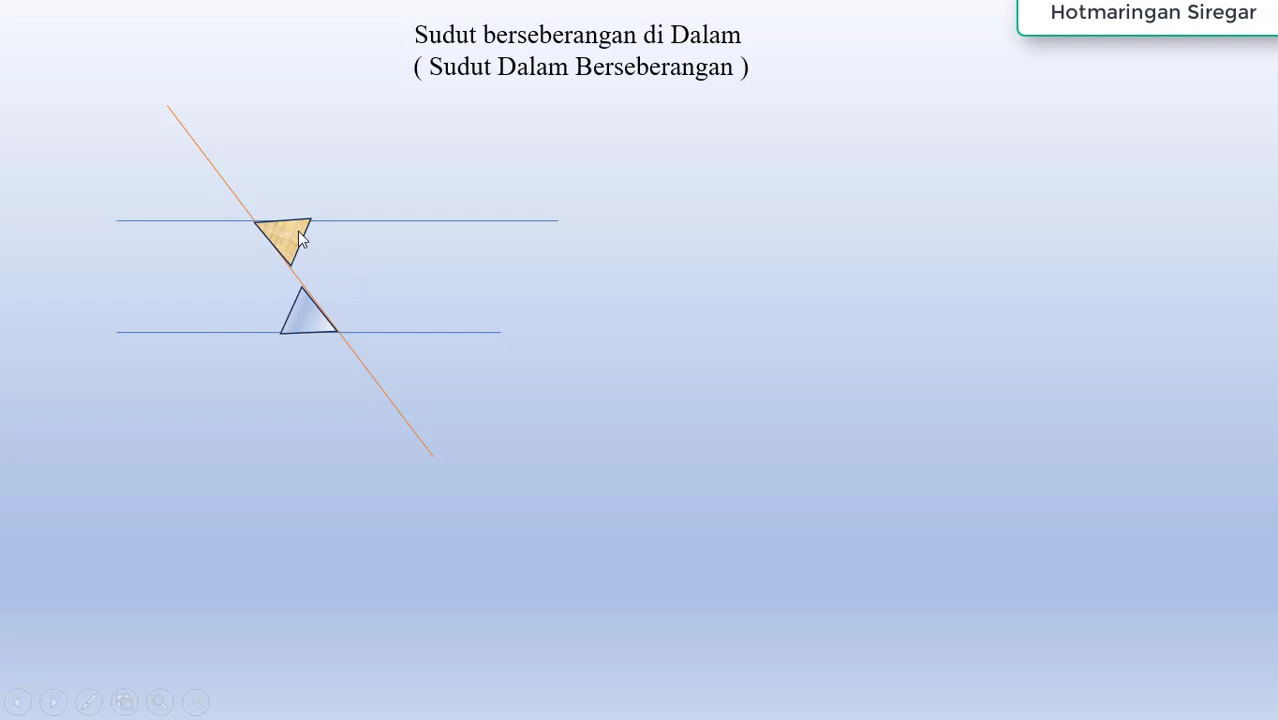 Hotmaringan Siregar
Sudut berseberangan di Dalam
( Sudut Dalam Berseberangan )